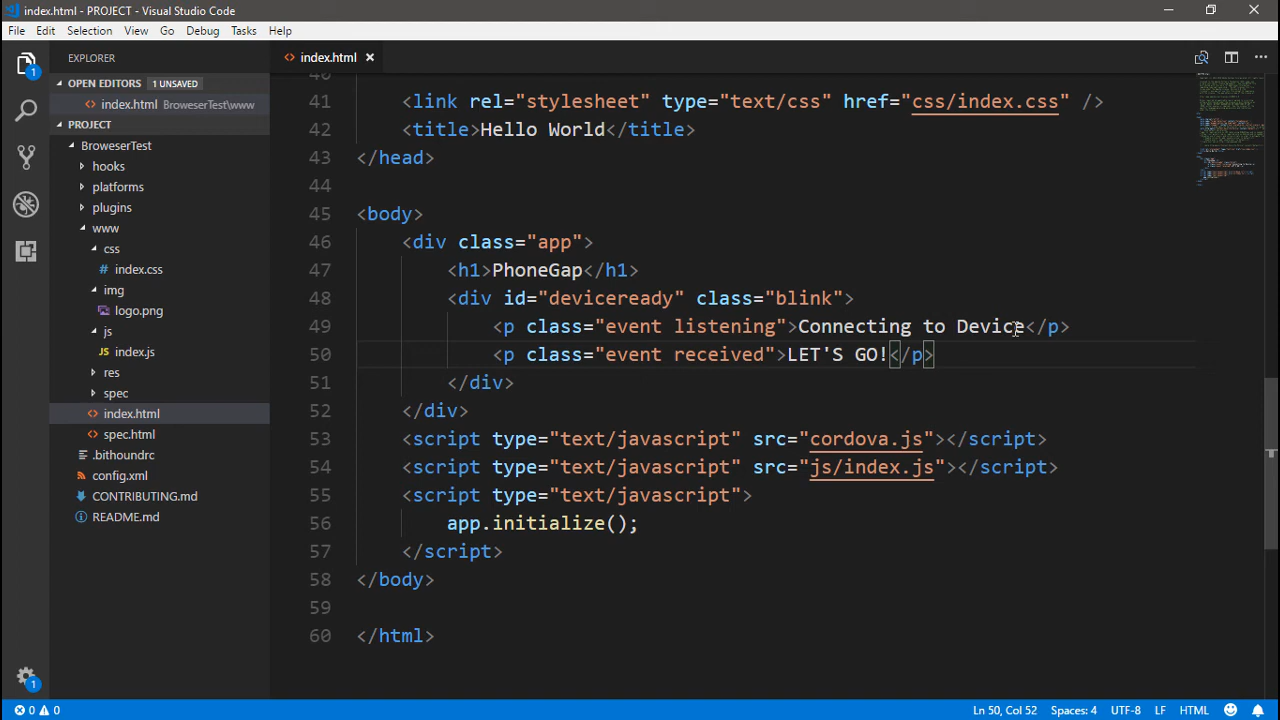 index.html - PROJECT - Visual Studio Code
File Edit Selection View Go Debug Tasks Help
EXPLORER
OPEN EDITORS 1 UNSAVED
index.html BroweserTest\www
PROJECT
BroweserTest
hooks
platforms
plugins
www
css
index.css
img
logo.png
js
index.js
res
spec
index.html
spec.html
.bithoundrc
config.xml
CONTRIBUTING.md
README.md
1
1
index.html
40
41 <link rel="stylesheet" type="text/css" href="css/index.css" />
42 <title>Hello World</title>
43 </head>
44
45 <body>
46 <div class="app">
47 <h1>PhoneGap</h1>
48 <div id="deviceready" class="blink">
49 <p class="event listening">Connecting to Device</p>
50 <p class="event received">LET'S GO!</p>
51 </div>
52 </div>
53 <script type="text/javascript" src="cordova.js"></script>
54 <script type="text/javascript" src="js/index.js"></script>
55 <script type="text/javascript">
56 app.initialize();
57 </script>
58 </body>
59
60 </html>
0 0 Ln 50, Col 52 Spaces: 4 UTF-8 LF HTML